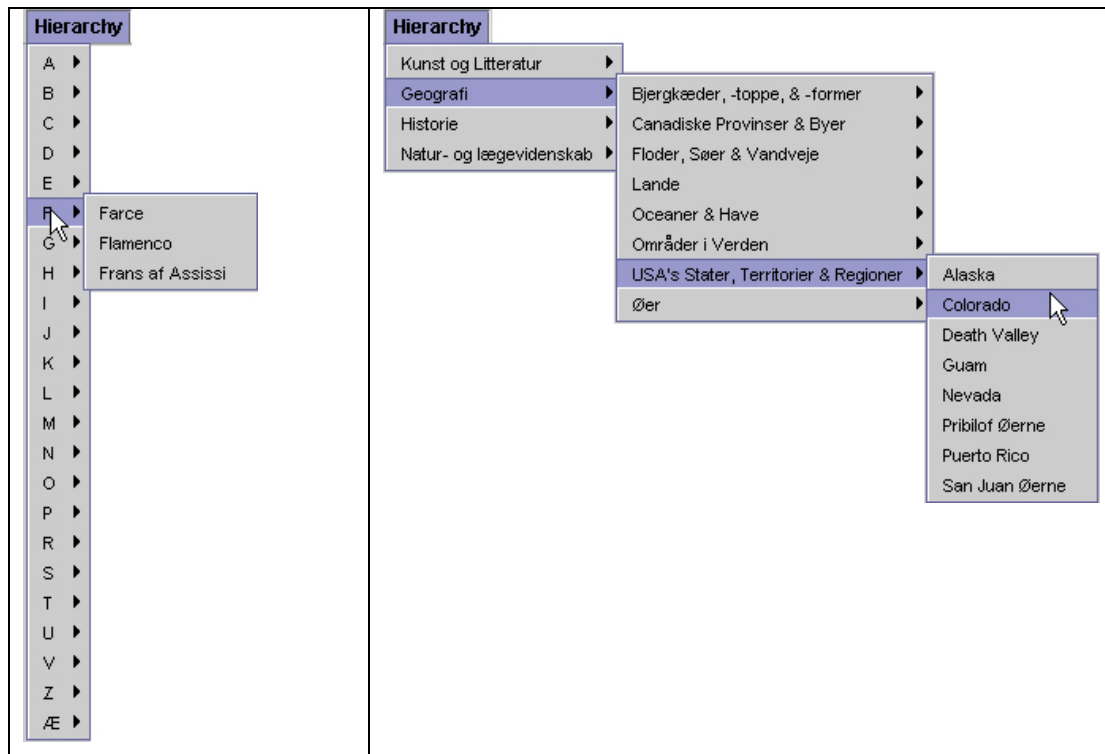 Hierarchy
A
B
C
D
E
F
G
H
I
J
K
L
M
N
O
P
R
S
T
U
V
Z
Æ
Farce
Flamenco
Frans af Assissi
Hierarchy
Kunst og Litteratur
Geografi
Historie
Natur- og lægevidenskab
Bjergkæder, -toppe, & -former
Canadiske Provinser & Byer
Floder, Søer & Vandveje
Lande
Oceaner & Have
Områder i Verden
USA's Stater, Territorier & Regioner
Øer
Alaska
Colorado
Death Valley
Guam
Nevada
Pribilof Øerne
Puerto Rico
San Juan Øerne